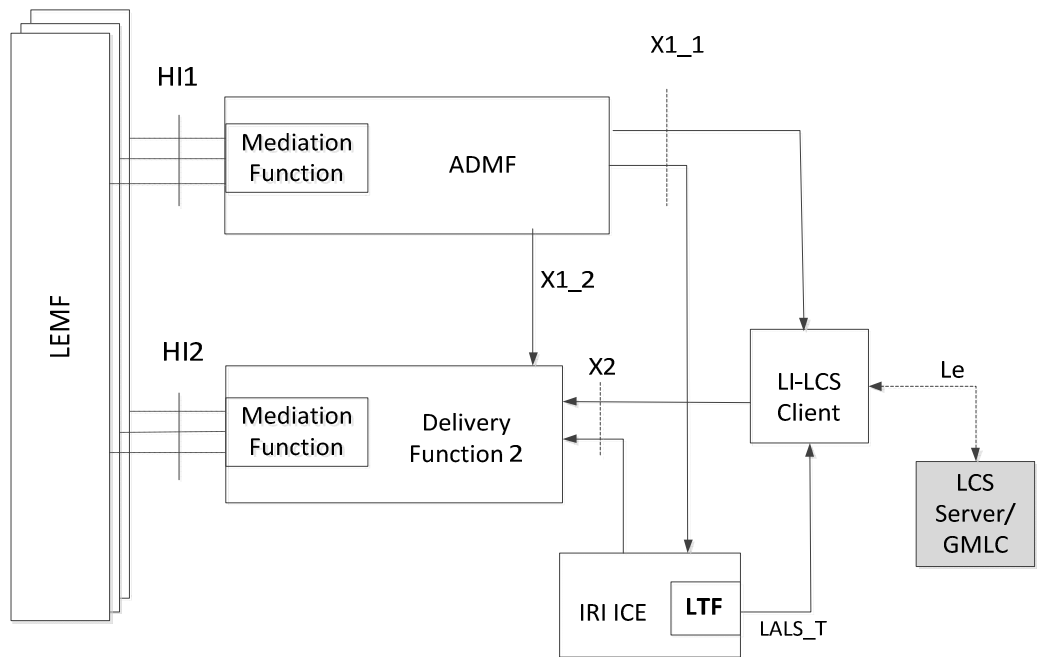 X1_1
HI1
Mediation
Function
ADMF
X1_2
LEMF
HI2
X2
Mediation
Function
Delivery
Function 2
LI-LCS
Client
Le
LCS
Server/
GMLC
IRI ICE
LTF
LALS_T